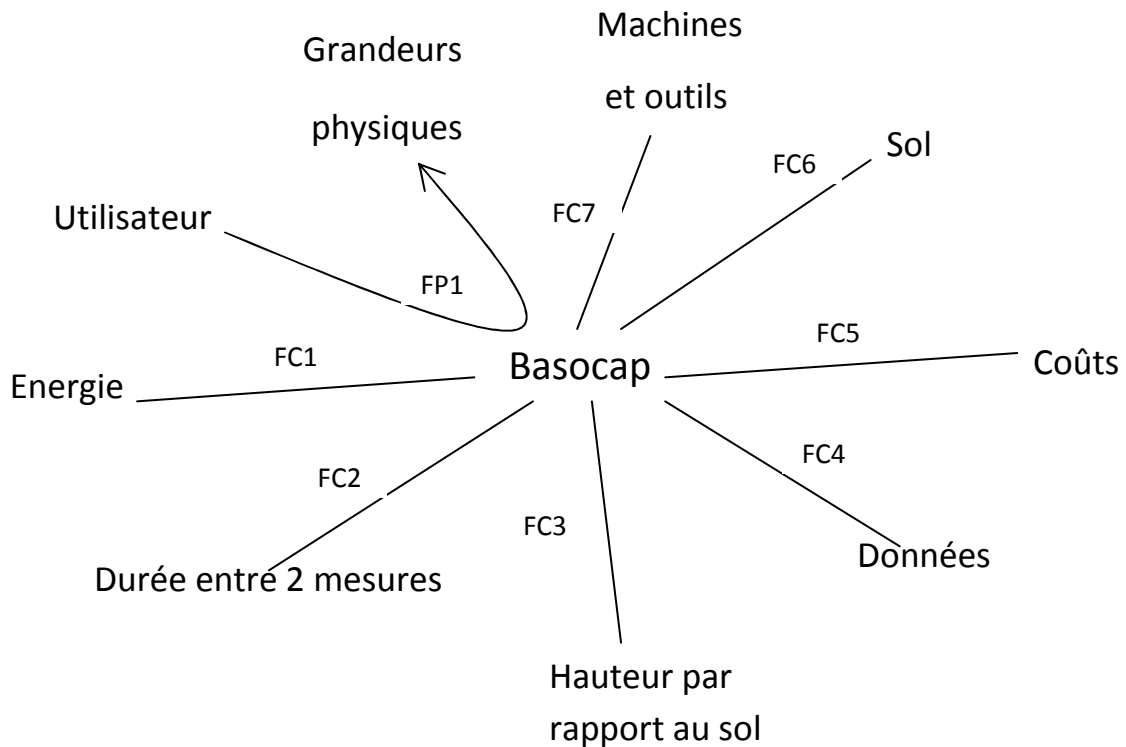 Machines
et outils
Grandeurs
physiques
Sol
FC6
FC7
Utilisateur
FP1
FC5
FC1
Basocap
Coûts
Energie
FC4
FC2
FC3
Données
Durée entre 2 mesures
Hauteur par
rapport au sol